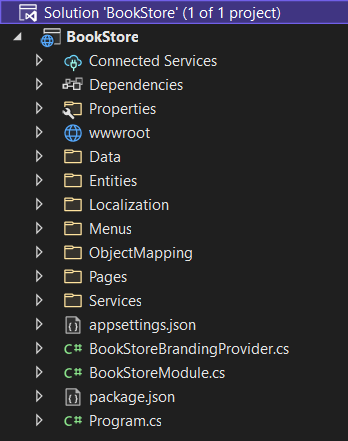 Solution 'BookStore' (1 of 1 project)
BookStore
Connected Services
Dependencies
Properties
wwwroot
Data
Entities
Localization
Menus
ObjectMapping
Pages
Services
appsettings.json
C# BookStoreBrandingProvider.cs
C# BookStoreModule.cs
package.json
C# Program.cs